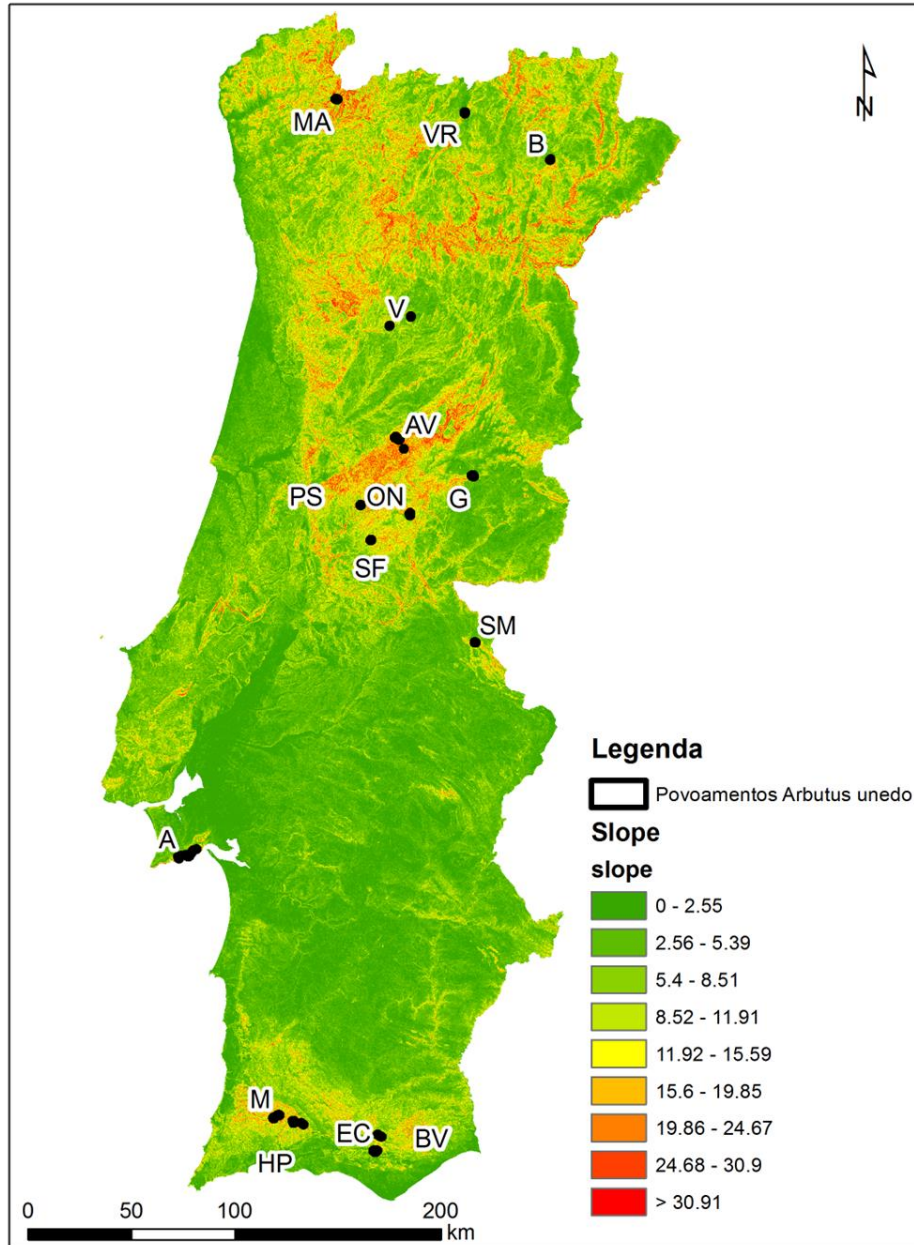 N
MA
VR
B
V
AV
PS
ON
G
SF
SM
A
M
EC
BV
HP
Legenda
Povoamentos Arbutus unedo
Slope
slope
0 - 2.55
2.56 - 5.39
5.4 - 8.51
8.52 - 11.91
11.92 - 15.59
15.6 - 19.85
19.86 - 24.67
24.68 - 30.9
> 30.91
0 50 100 200
km